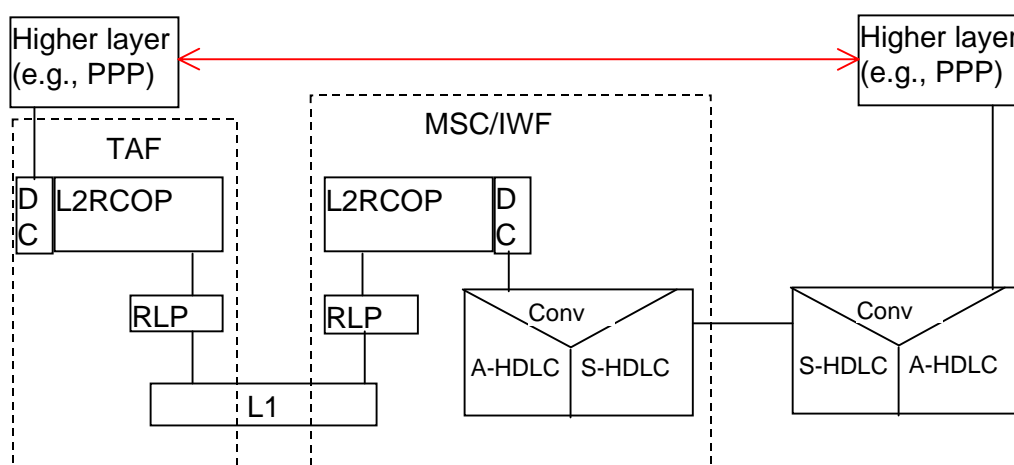 Higher layer
(e.g., PPP)
Higher layer
(e.g., PPP)
TAF
MSC/IWF
D
C
L2RCOP
L2RCOP
D
C
RLP
RLP
Conv
A-HDLC
S-HDLC
Conv
S-HDLC
A-HDLC
L1